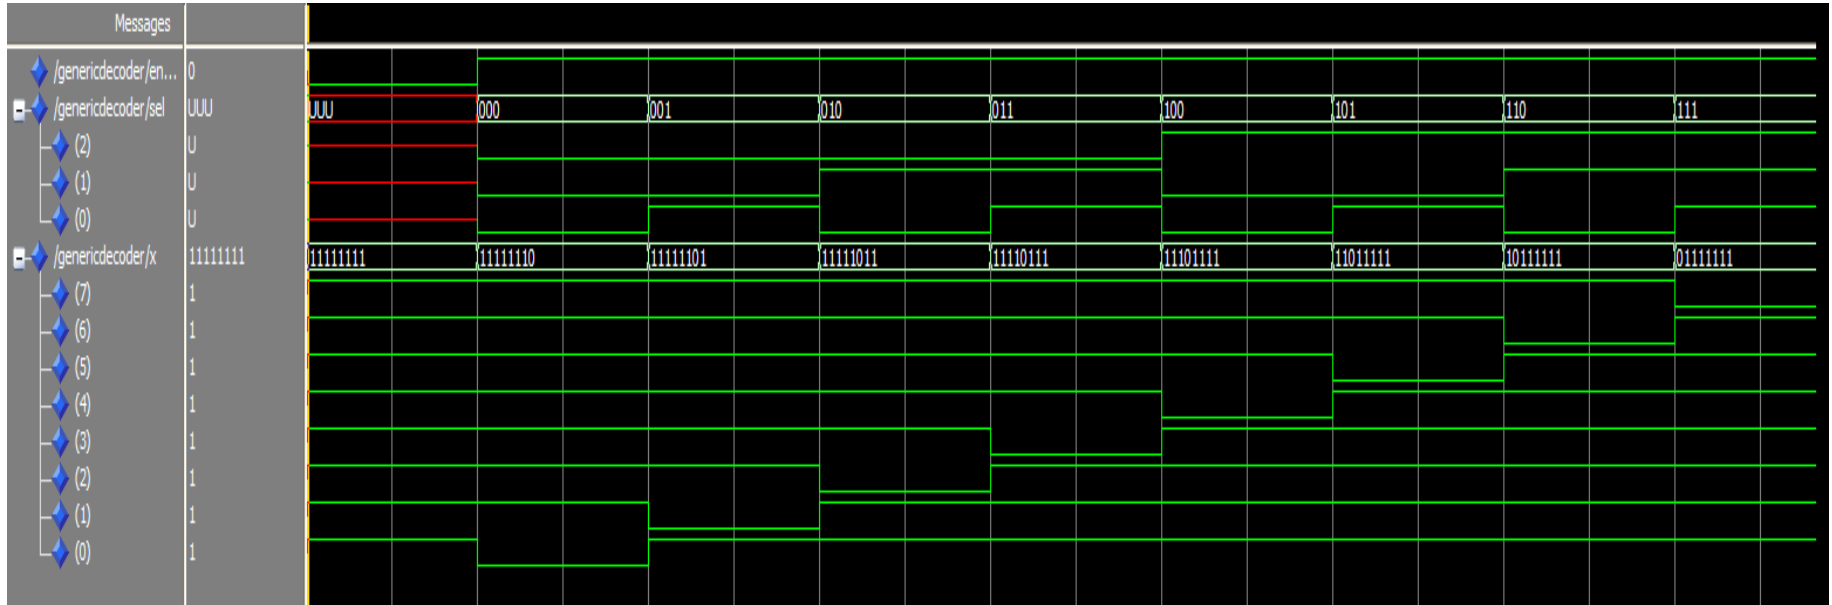 Messages
/genericdecoder/en... 0
/genericdecoder/sel UUU UUU 000 001 010 011 100 101 110 111
(2) U
(1) U
(0) U
/genericdecoder/x 11111111 11111111 11111110 11111101 11111011 11110111 11101111 11011111 10111111 01111111
(7) 1
(6) 1
(5) 1
(4) 1
(3) 1
(2) 1
(1) 1
(0) 1